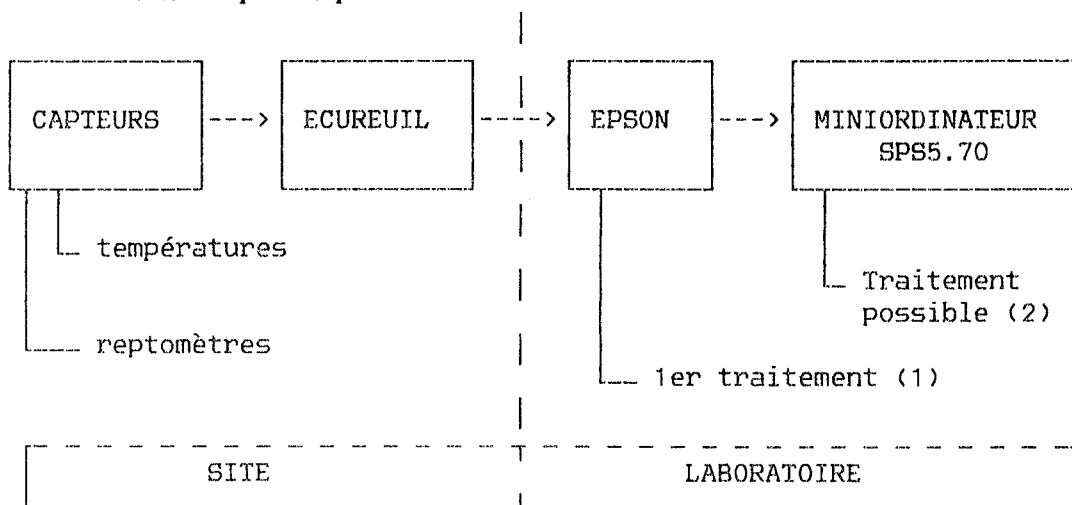 CAPTEURS
ECUREUIL
EPSON
MINIORDINATEUR
SPS5.70
températures
reptomètres
Traitement
possible (2)
1er traitement (1)
SITE
LABORATOIRE